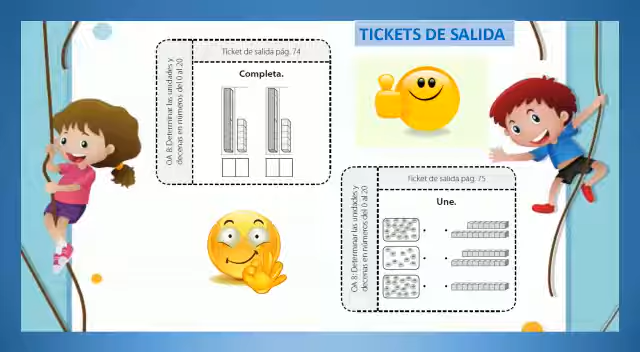 TICKETS DE SALIDA
Ticket de salida pág. 74
Completa.
OA 8: Determinar las unidades y
decenas en números del 0 al 20
Ticket de salida pág. 75
Une.
OA 8: Determinar las unidades y
decenas en números del 0 al 20